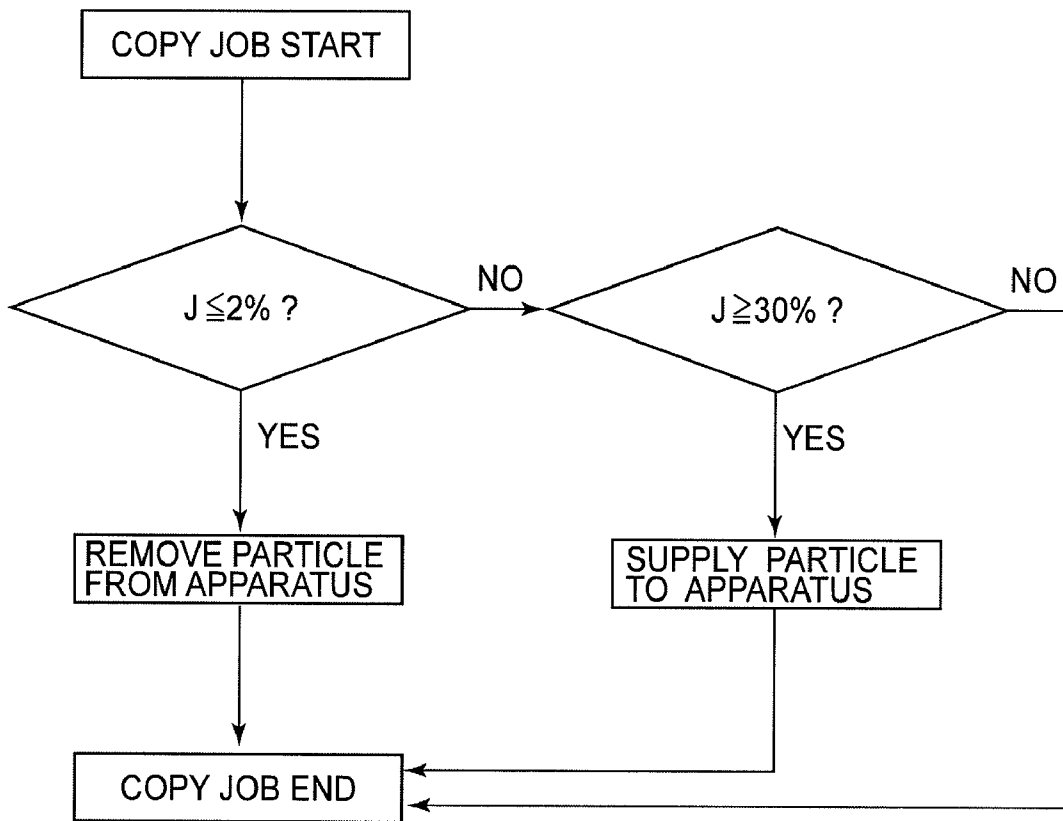 COPY JOB START
J≦2% ?
NO
J≧30% ?
NO
YES
YES
REMOVE PARTICLE
FROM APPARATUS
SUPPLY PARTICLE
TO APPARATUS
COPY JOB END